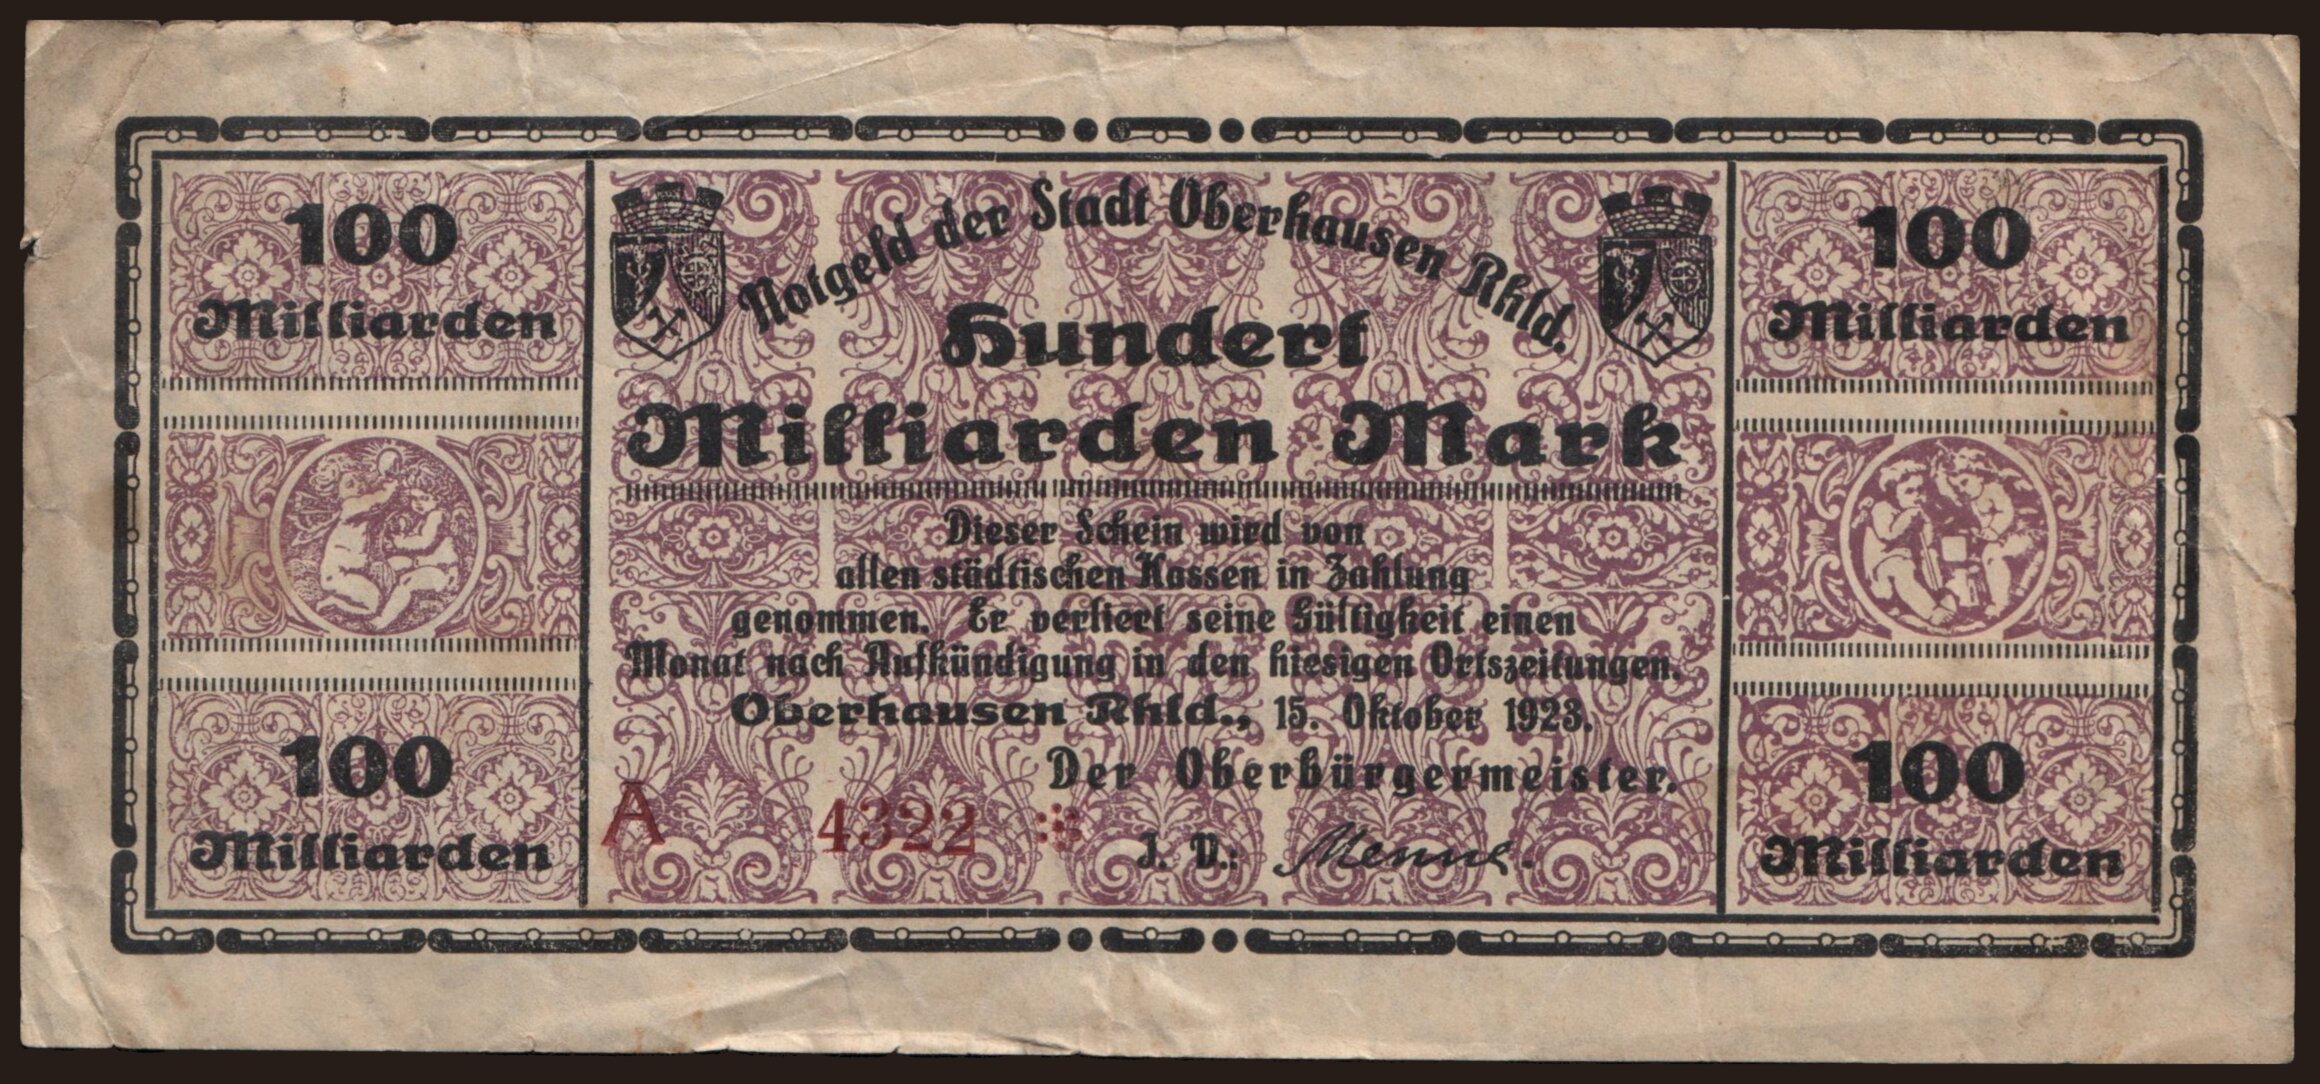 100
Milliarden
100
Milliarden
Notgeld der Stadt Oberhausen Rhld.
Hundert
Milliarden Mark
Dieser Schein wird von
allen städtischen Kassen in Zahlung
genommen. Er verliert seine Gültigkeit einen
Monat nach Aufkündigung in den hiesigen Ortszeitungen.
Oberhausen Rhld., 15. Oktober 1923.
Der Oberbürgermeister.
A 4322 *
J. V.: Menne.
100
Milliarden
100
Milliarden